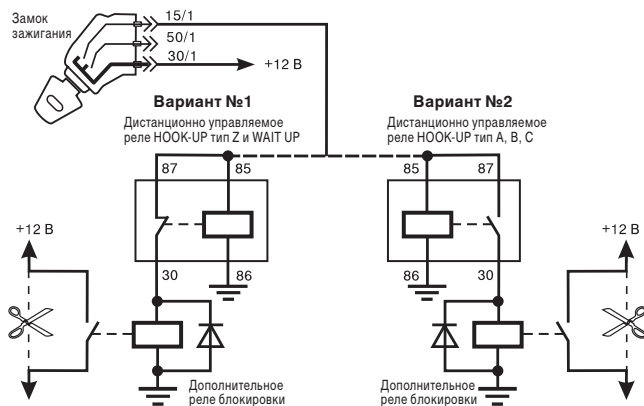 Замок
зажигания
15/1
50/1
30/1
+12 В
Вариант №1
Дистанционно управляемое
реле HOOK-UP тип Z и WAIT UP
Вариант №2
Дистанционно управляемое
реле HOOK-UP тип A, B, C
87
85
85
87
+12 В
30
86
86
30
+12 В
Дополнительное
реле блокировки
Дополнительное
реле блокировки